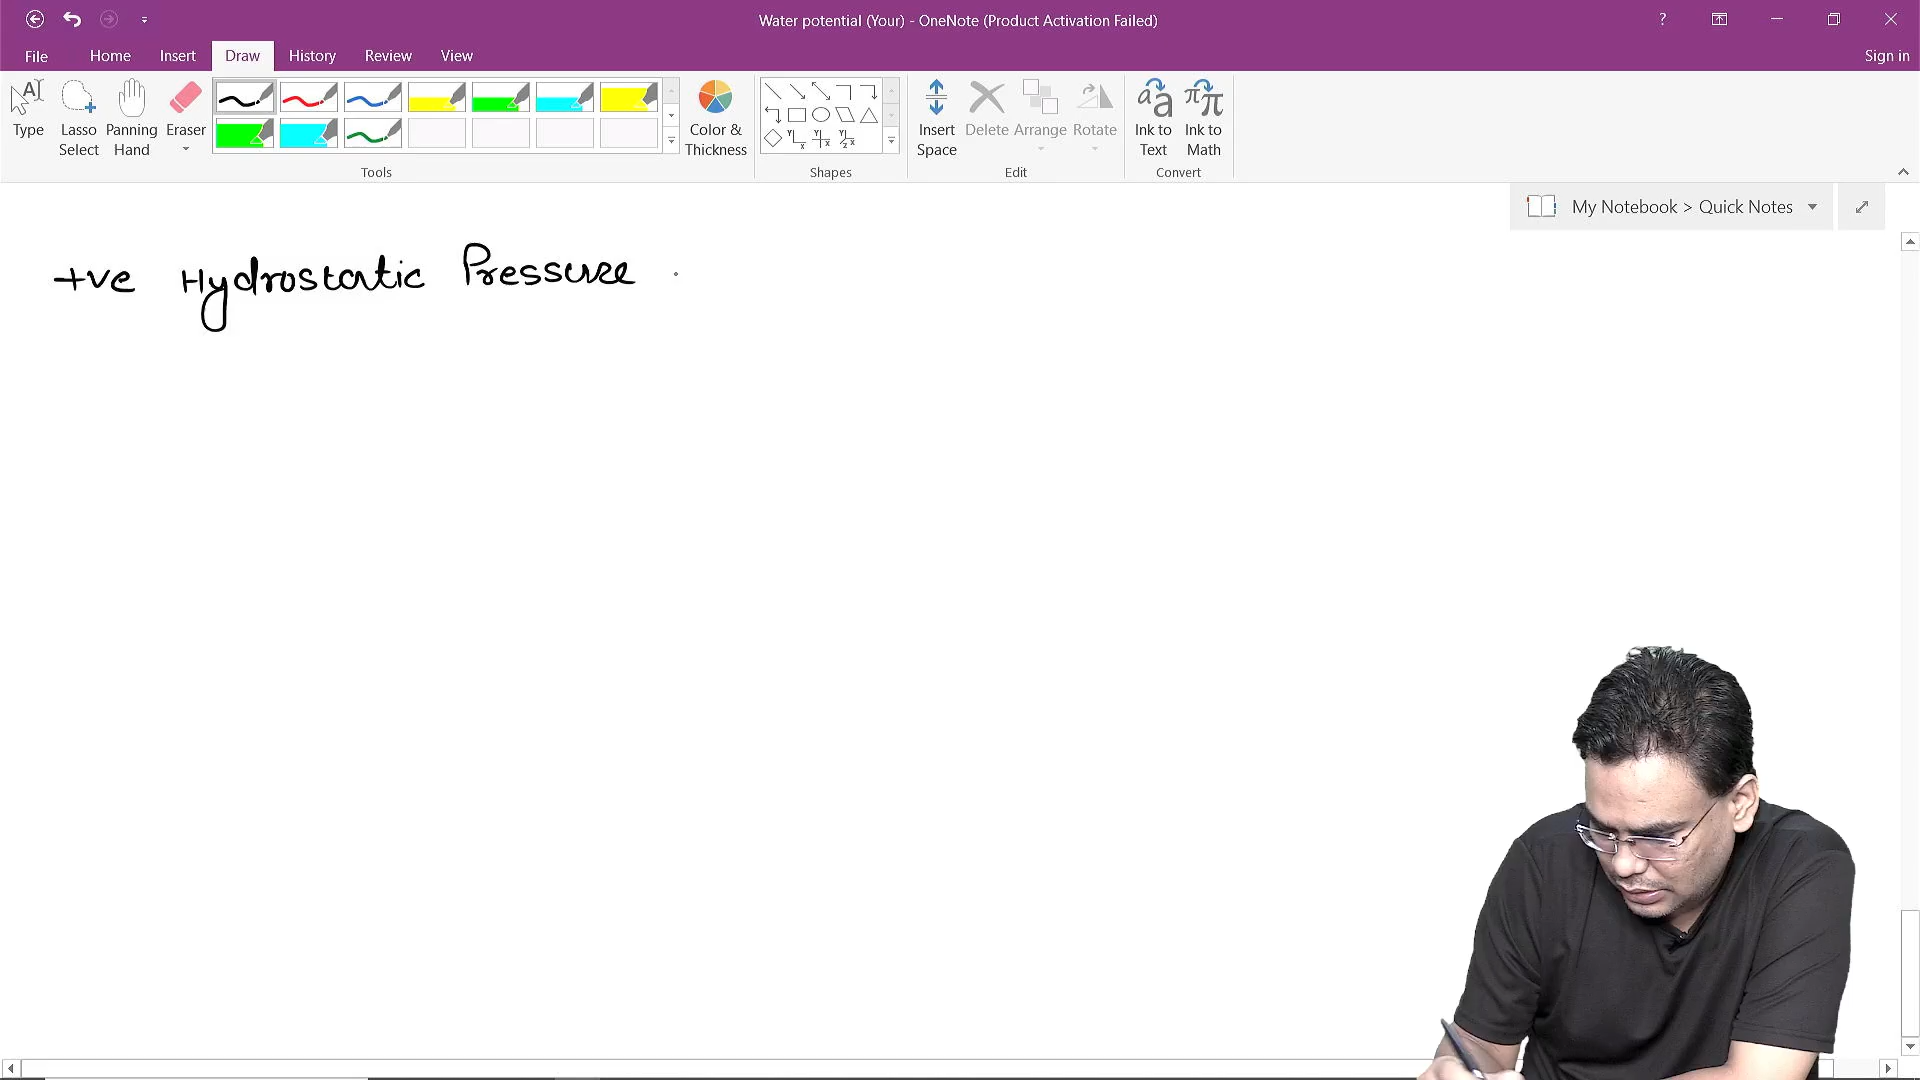 Water potential (Your) - OneNote (Product Activation Failed)
?
File Home Insert Draw History Review View
Sign in
Type
Lasso Select
Panning Hand
Eraser
Color & Thickness
Insert Space
Delete
Arrange
Rotate
Ink to Text
Ink to Math
Tools
Shapes
Edit
Convert
My Notebook > Quick Notes
+ve Hydrostatic Pressure